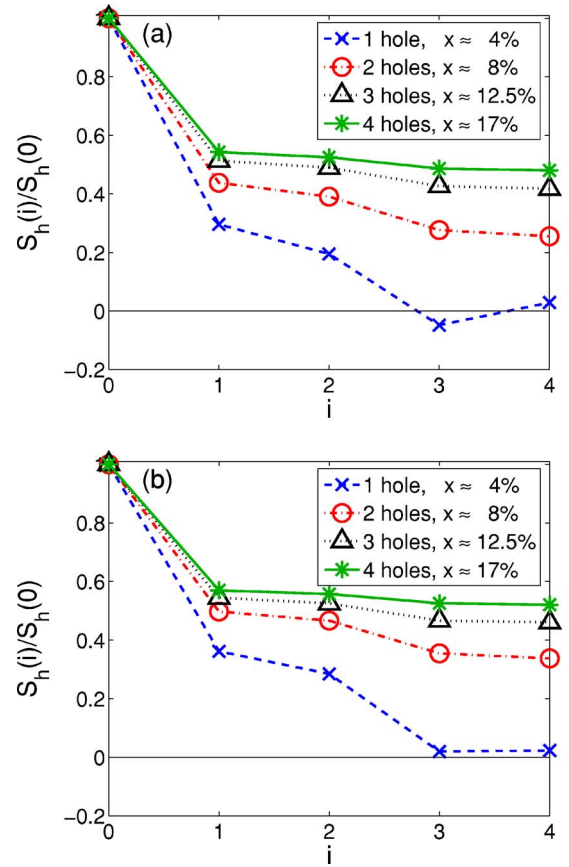 (a)
1 hole, x ≈ 4%
2 holes, x ≈ 8%
3 holes, x ≈ 12.5%
4 holes, x ≈ 17%
S_h(i)/S_h(0)
0.8
0.6
0.4
0.2
0
−0.2
0 1 2 3 4
i
(b)
1 hole, x ≈ 4%
2 holes, x ≈ 8%
3 holes, x ≈ 12.5%
4 holes, x ≈ 17%
S_h(i)/S_h(0)
0.8
0.6
0.4
0.2
0
−0.2
0 1 2 3 4
i